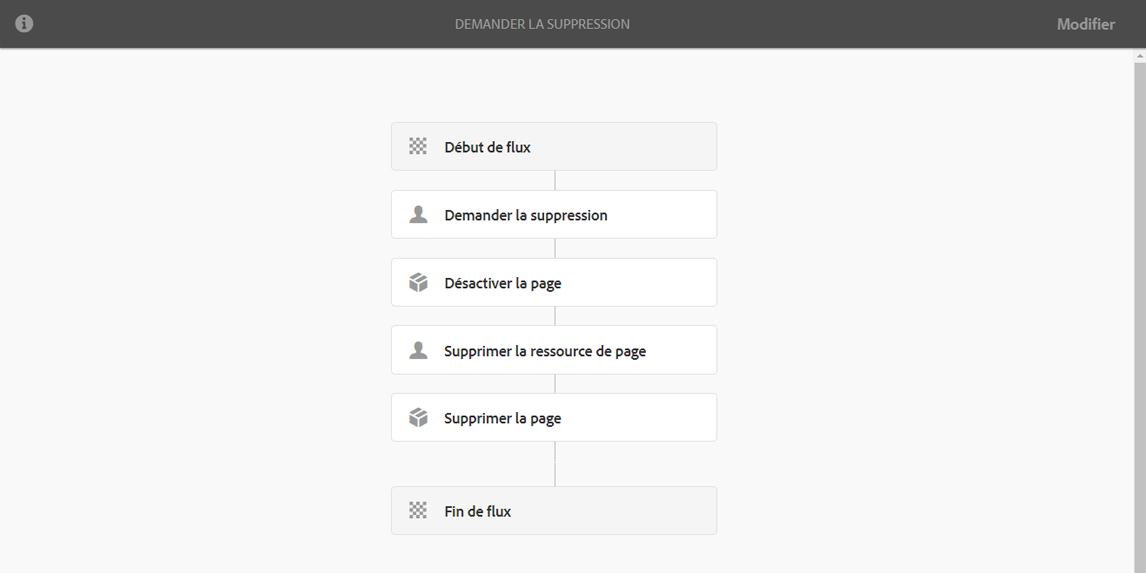 DEMANDER LA SUPPRESSION
Modifier
Début de flux
Demander la suppression
Désactiver la page
Supprimer la ressource de page
Supprimer la page
Fin de flux